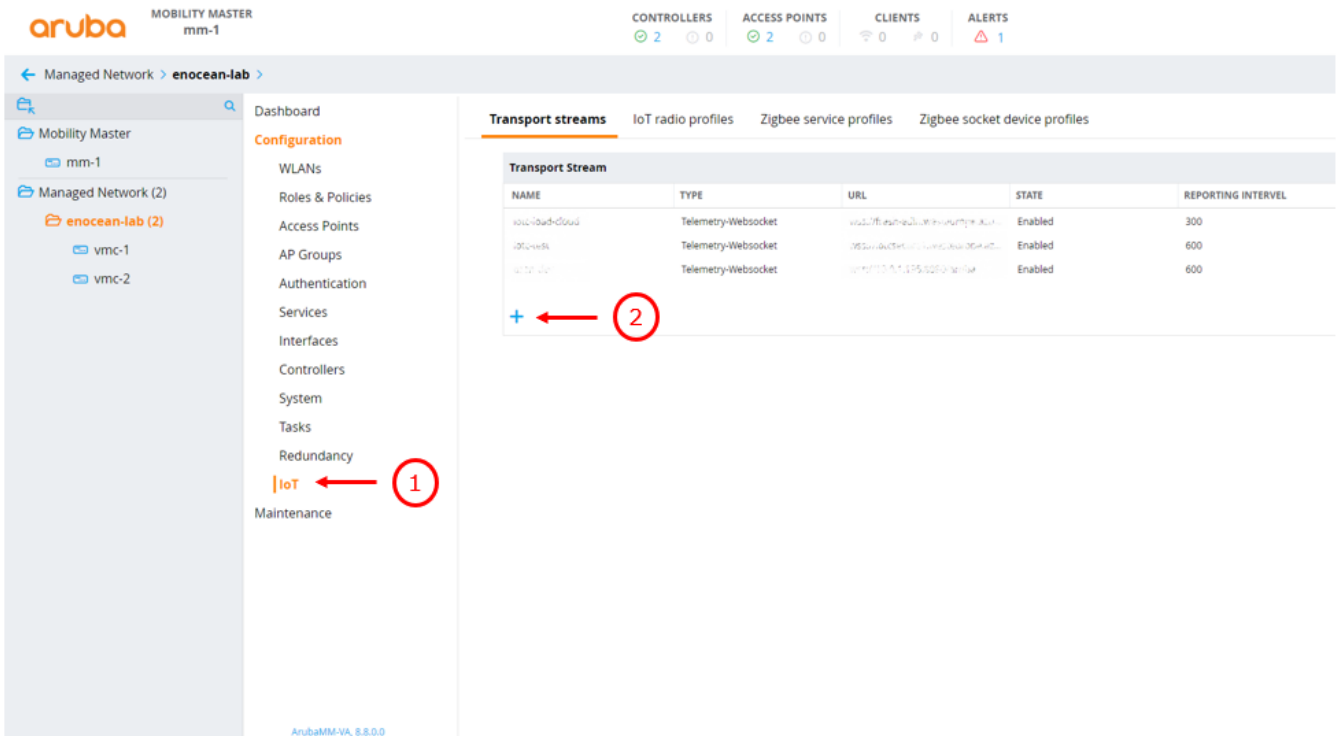 aruba
MOBILITY MASTER
mm-1
CONTROLLERS ACCESS POINTS CLIENTS ALERTS
2 0 2 0 0 0 1
Managed Network > enocean-lab >
Mobility Master
mm-1
Managed Network (2)
enocean-lab (2)
vmc-1
vmc-2
Dashboard
Configuration
WLANs
Roles & Policies
Access Points
AP Groups
Authentication
Services
Interfaces
Controllers
System
Tasks
Redundancy
IoT
1
Maintenance
ArubaMM-VA, 8.8.0.0
Transport streams IoT radio profiles Zigbee service profiles Zigbee socket device profiles
Transport Stream
NAME TYPE URL STATE REPORTING INTERVEL
Telemetry-Websocket Enabled 300
Telemetry-Websocket Enabled 600
Telemetry-Websocket Enabled 600
+ 2